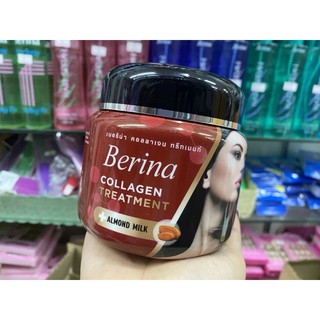 เบอริน่า คอลลาเจน ทรีทเม้นท์
Berina
COLLAGEN
TREATMENT
+ ALMOND MILK